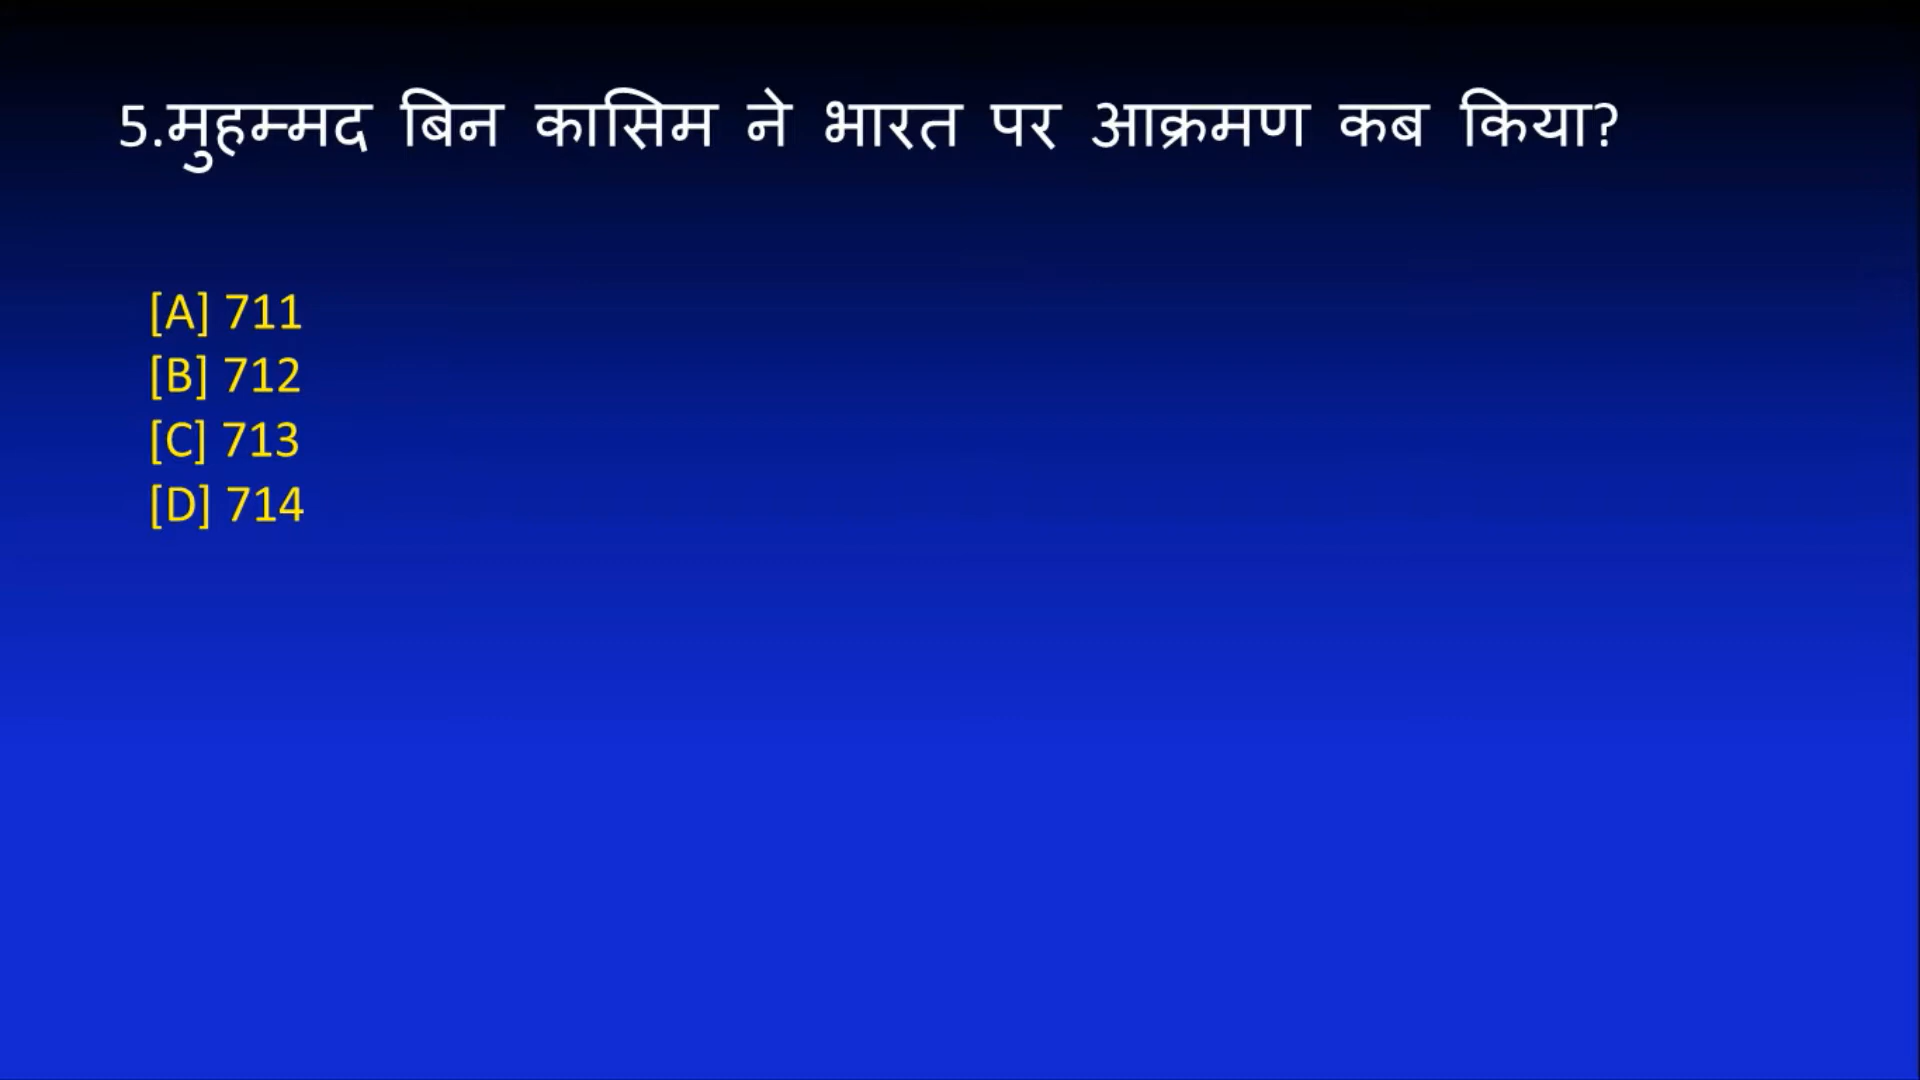 5.मुहम्मद बिन कासिम ने भारत पर आक्रमण कब किया?
[A] 711
[B] 712
[C] 713
[D] 714